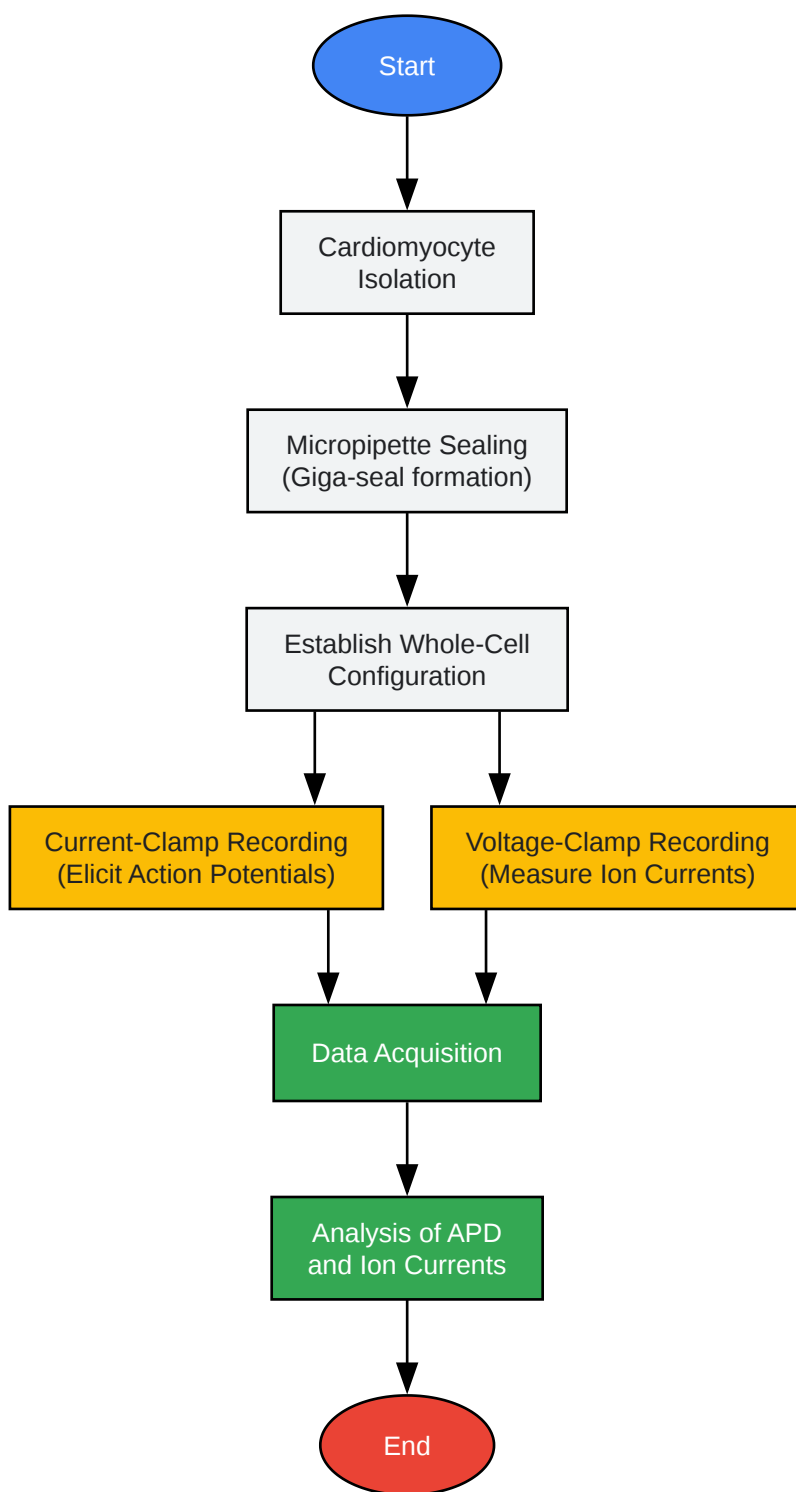 Start
Cardiomyocyte
Isolation
Micropipette Sealing
(Giga-seal formation)
Establish Whole-Cell
Configuration
Current-Clamp Recording
(Elicit Action Potentials)
Voltage-Clamp Recording
(Measure Ion Currents)
Data Acquisition
Analysis of APD
and Ion Currents
End